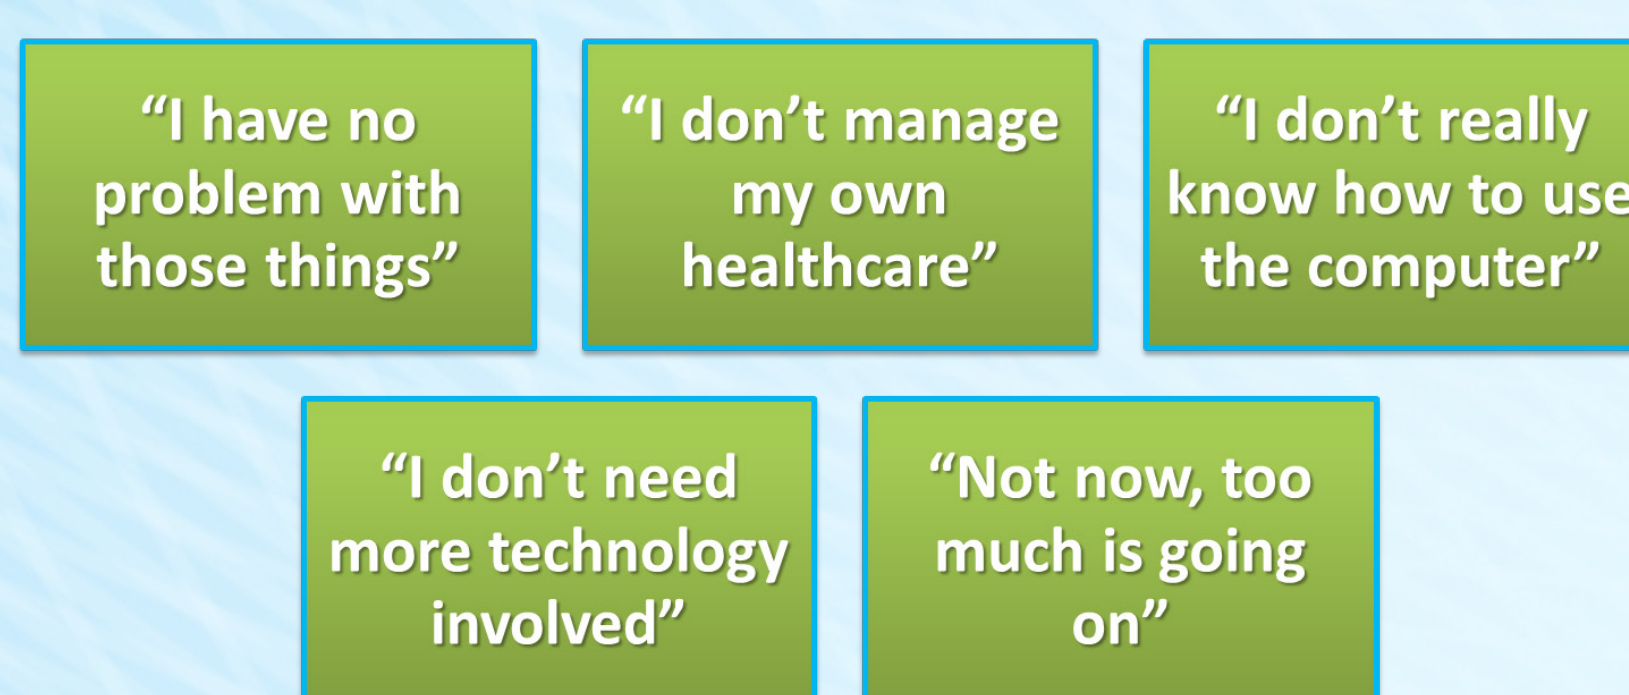 “I have no
problem with
those things”
“I don’t manage
my own
healthcare”
“I don’t really
know how to use
the computer”
“I don’t need
more technology
involved”
“Not now, too
much is going
on”